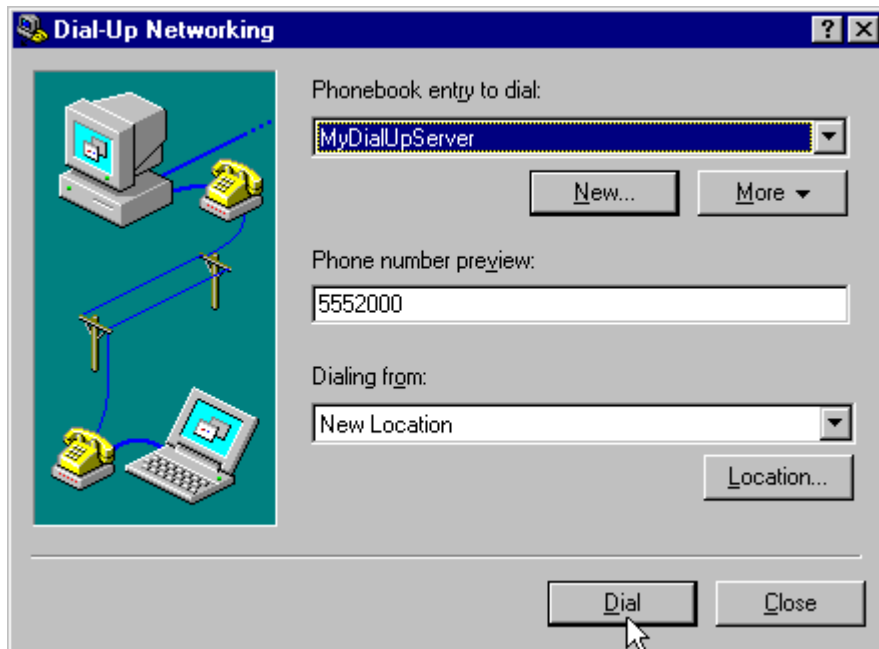 Dial-Up Networking
Phonebook entry to dial:
MyDialUpServer
New... More
Phone number preview:
5552000
Dialing from:
New Location
Location...
Dial Close